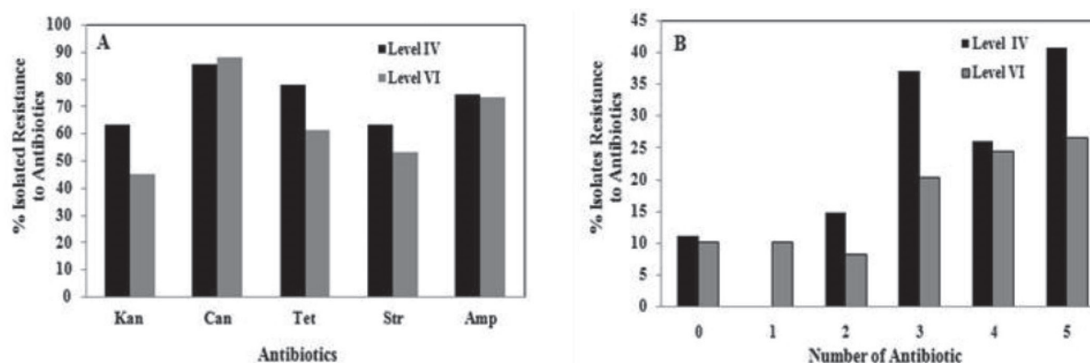 A
Level IV
Level VI
% Isolated Resistance
to Antibiotics
100
90
80
70
60
50
40
30
20
10
0
Kan Can Tet Str Amp
Antibiotics
B
Level IV
Level VI
% Isolates Resistance
to Antibiotics
45
40
35
30
25
20
15
10
5
0
0 1 2 3 4 5
Number of Antibiotic